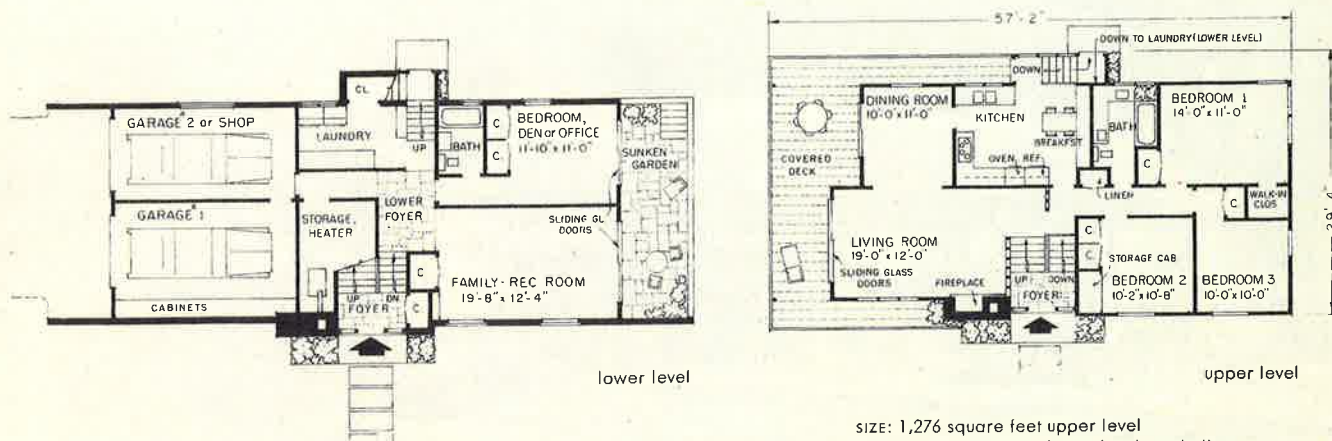 GARAGE 2 or SHOP
GARAGE 1
CABINETS
CL
LAUNDRY
UP
BATH
C
C
BEDROOM,
DEN or OFFICE
11'-10" x 11'-0"
SUNKEN
GARDEN
STORAGE,
HEATER
LOWER
FOYER
SLIDING GL
DOORS
C
C
FAMILY-REC ROOM
19'-8" x 12'-4"
UP
DN
FOYER
lower level
57'-2"
DOWN TO LAUNDRY (LOWER LEVEL)
DOWN
DINING ROOM
10'-0" x 11'-0"
KITCHEN
BREAKFEST
OVEN
REF
BATH
BEDROOM 1
14'-0" x 11'-0"
COVERED
DECK
C
LINEN
C
WALK-IN
CLOS
LIVING ROOM
19'-0" x 12'-0"
SLIDING GLASS
DOORS
FIREPLACE
UP
DOWN
FOYER
C
C
STORAGE CAB
BEDROOM 2
10'-2" x 10'-8"
BEDROOM 3
10'-0" x 10'-0"
upper level
SIZE: 1,276 square feet upper level